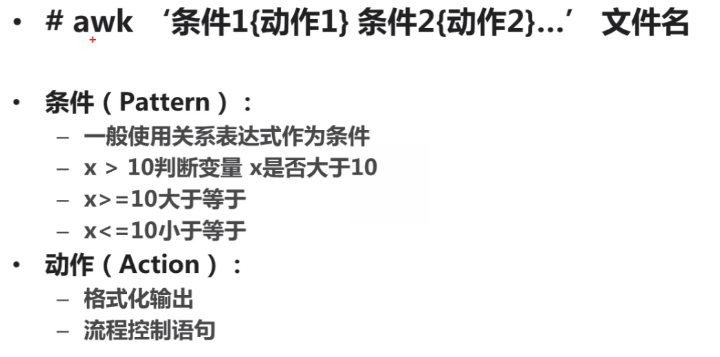 • # awk ‘条件1{动作1} 条件2{动作2}…’ 文件名
• 条件（Pattern）：
– 一般使用关系表达式作为条件
– x > 10判断变量 x是否大于10
– x>=10大于等于
– x<=10小于等于
• 动作（Action）：
– 格式化输出
– 流程控制语句